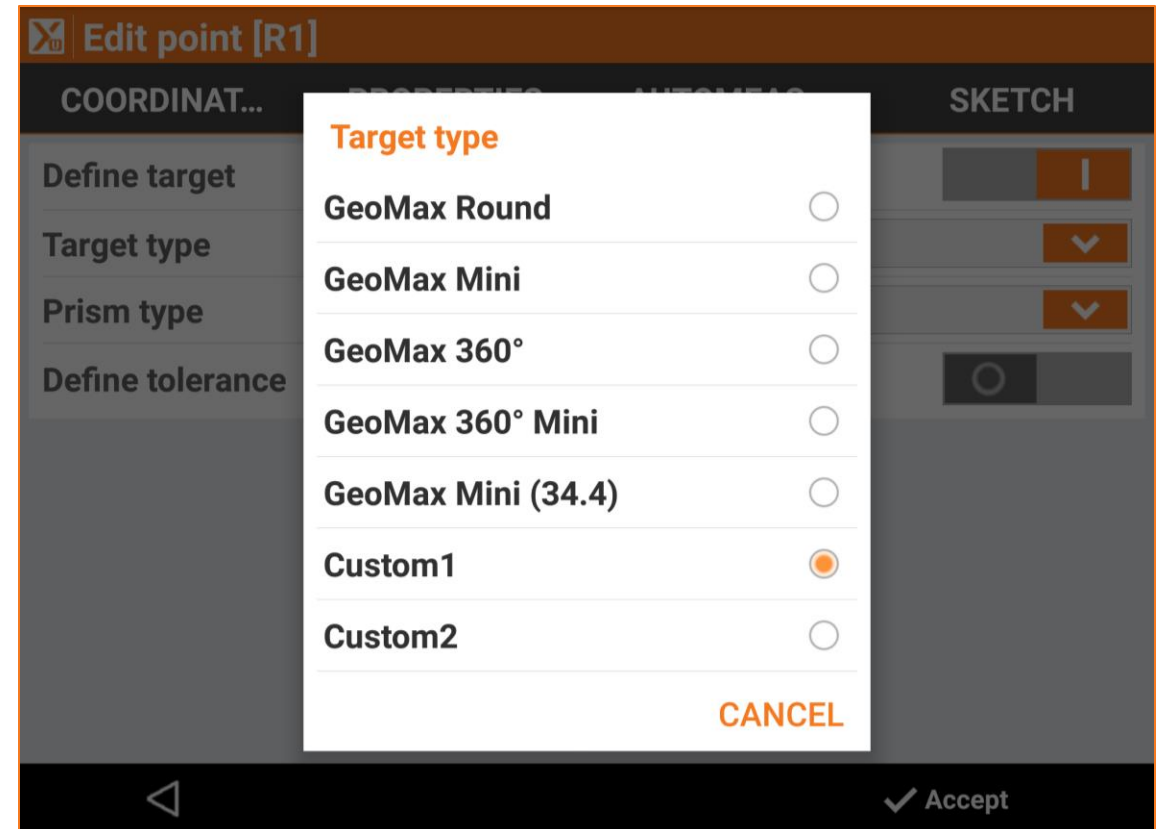 Edit point [R1]
COORDINAT...
SKETCH
Define target
Target type
Prism type
Define tolerance
Target type
GeoMax Round
GeoMax Mini
GeoMax 360°
GeoMax 360° Mini
GeoMax Mini (34.4)
Custom1
Custom2
CANCEL
Accept